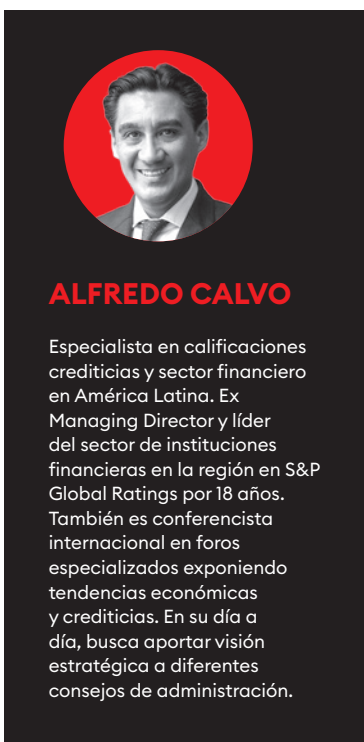 ALFREDO CALVO
Especialista en calificaciones
crediticias y sector financiero
en América Latina. Ex
Managing Director y líder
del sector de instituciones
financieras en la región en S&P
Global Ratings por 18 años.
También es conferencista
internacional en foros
especializados exponiendo
tendencias económicas
y crediticias. En su día a
día, busca aportar visión
estratégica a diferentes
consejos de administración.